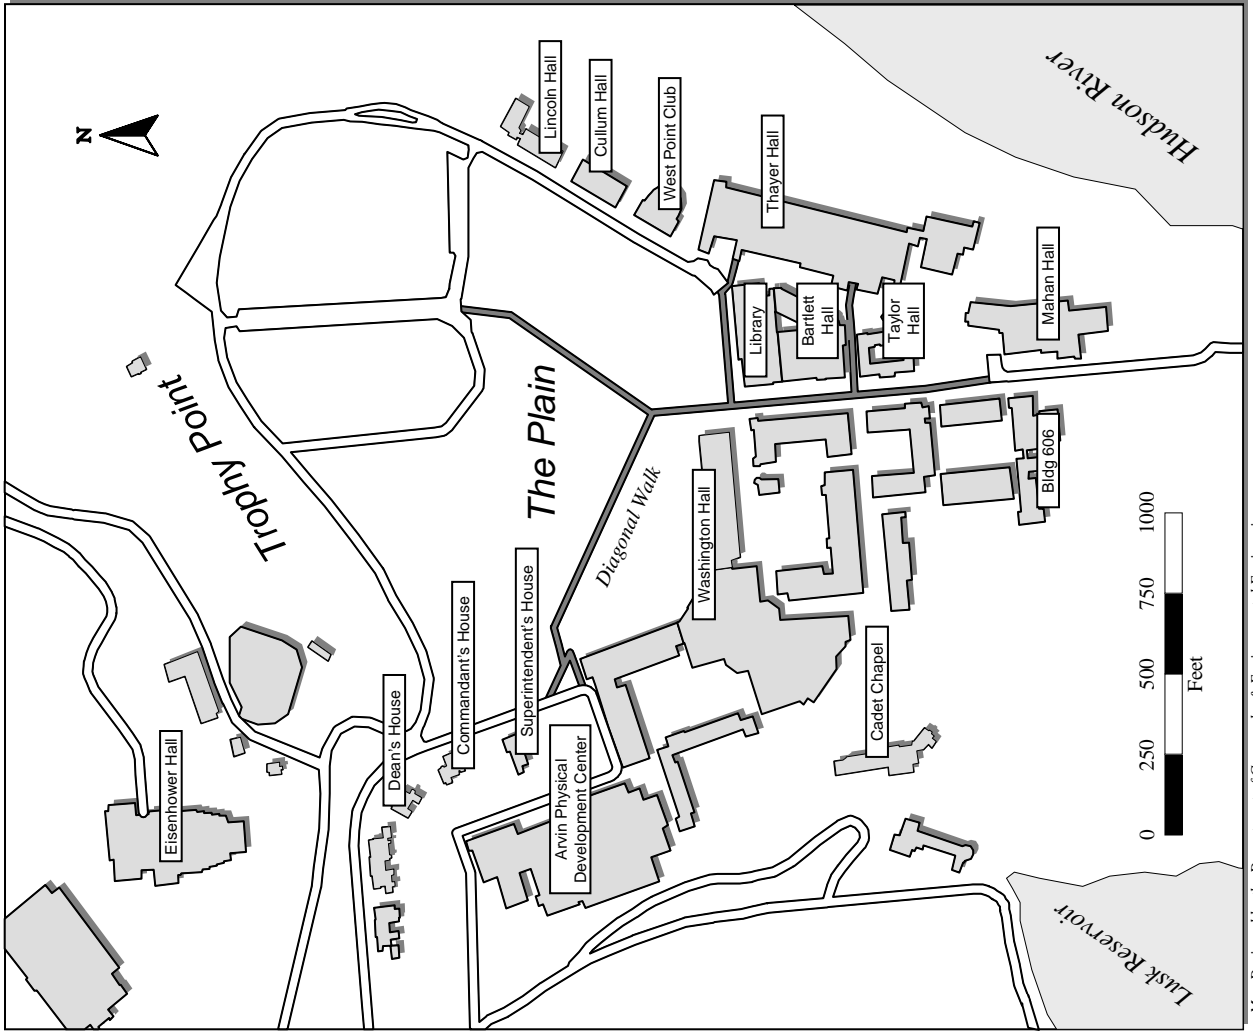 N
Lincoln Hall
Cullum Hall
West Point Club
Thayer Hall
Hudson River
Mahan Hall
Library
Bartlett
Hall
Taylor
Hall
Trophy Point
The Plain
Diagonal Walk
Washington Hall
Bldg 606
Superintendent's House
Commandant's House
Dean's House
Eisenhower Hall
Arvin Physical
Development Center
Cadet Chapel
0 250 500 750 1000
Feet
Lusk Reservoir